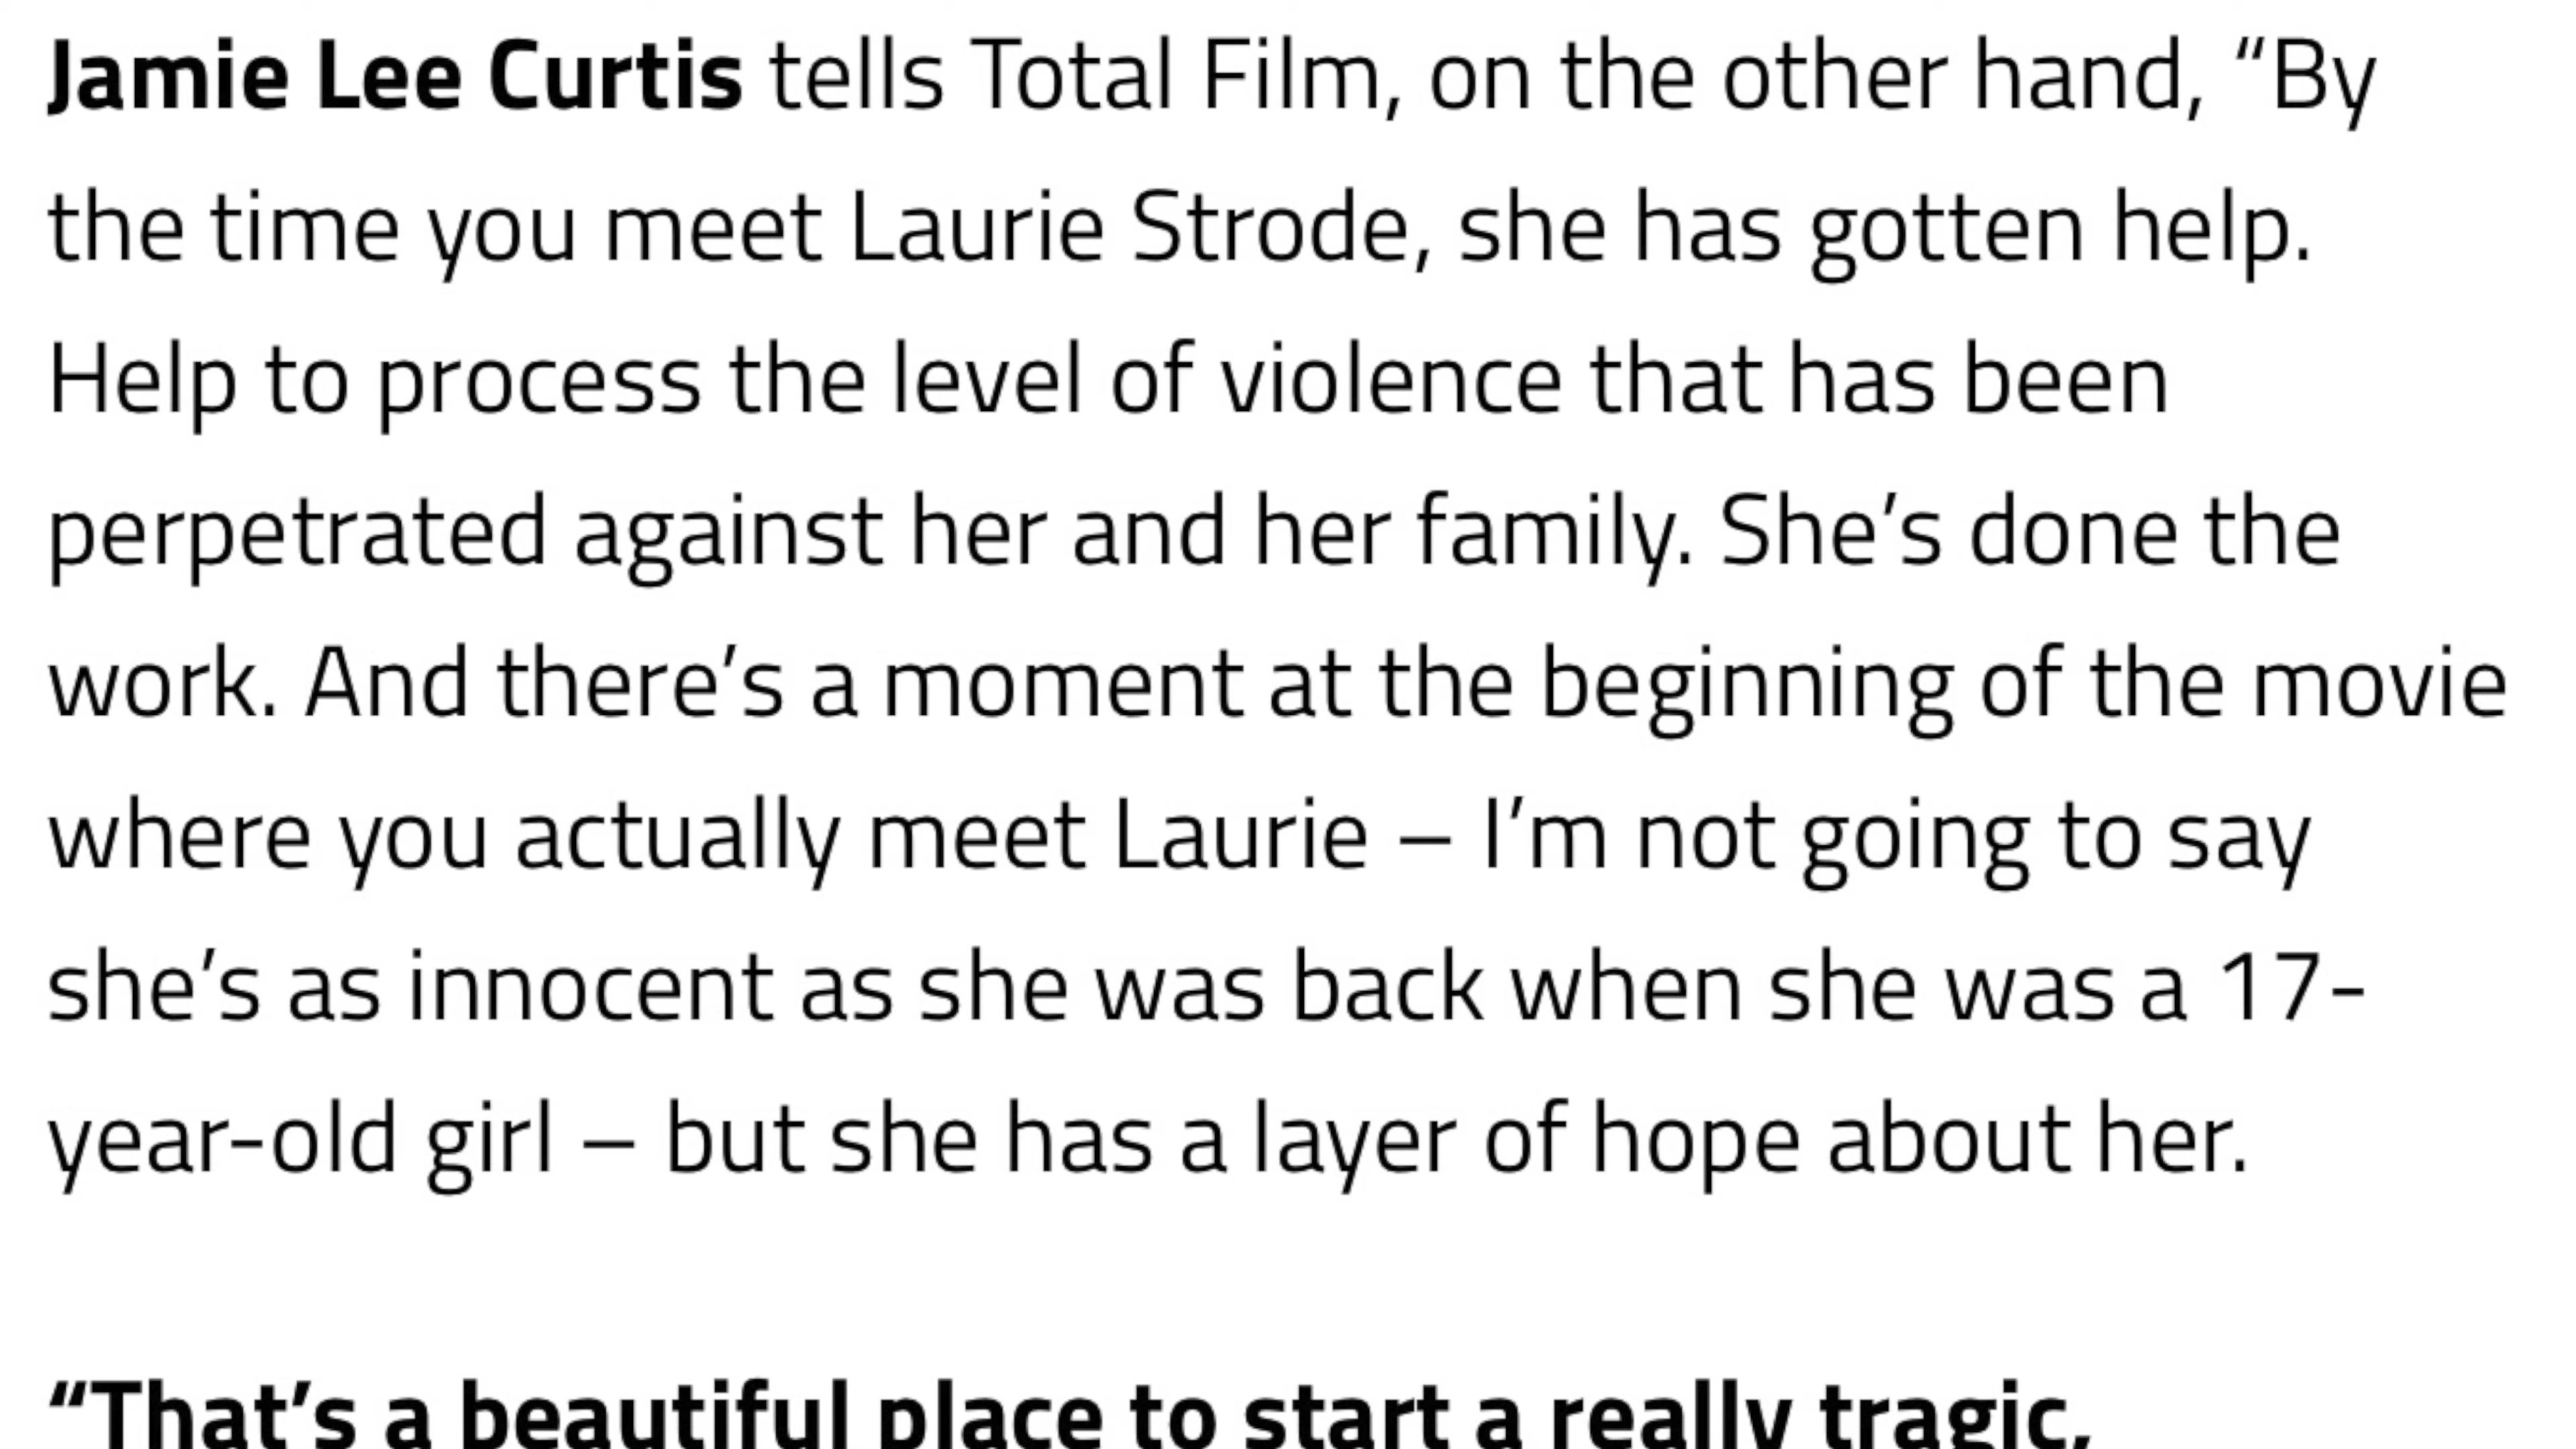 Jamie Lee Curtis tells Total Film, on the other hand, “By
the time you meet Laurie Strode, she has gotten help.
Help to process the level of violence that has been
perpetrated against her and her family. She’s done the
work. And there’s a moment at the beginning of the movie
where you actually meet Laurie – I’m not going to say
she’s as innocent as she was back when she was a 17-
year-old girl – but she has a layer of hope about her.
“That’s a beautiful place to start a really tragic,